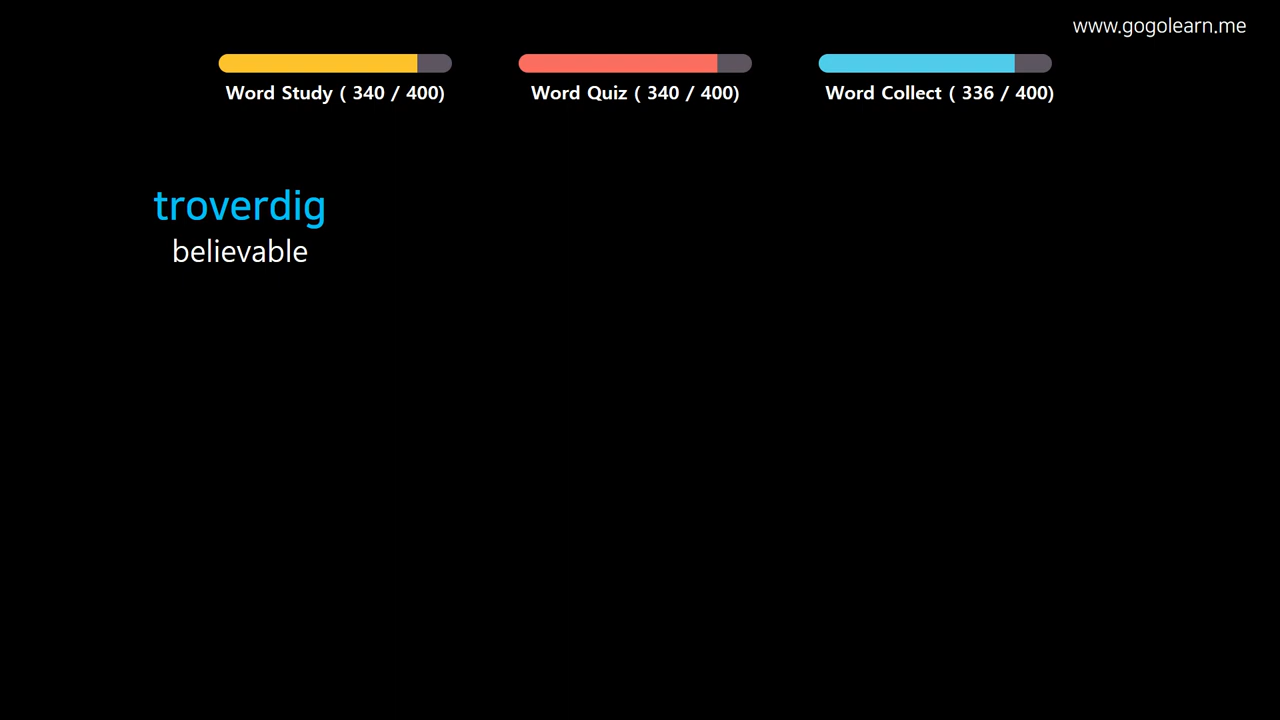 www.gogolearn.me
Word Study ( 340 / 400)
Word Quiz ( 340 / 400)
Word Collect ( 336 / 400)
troverdig
believable